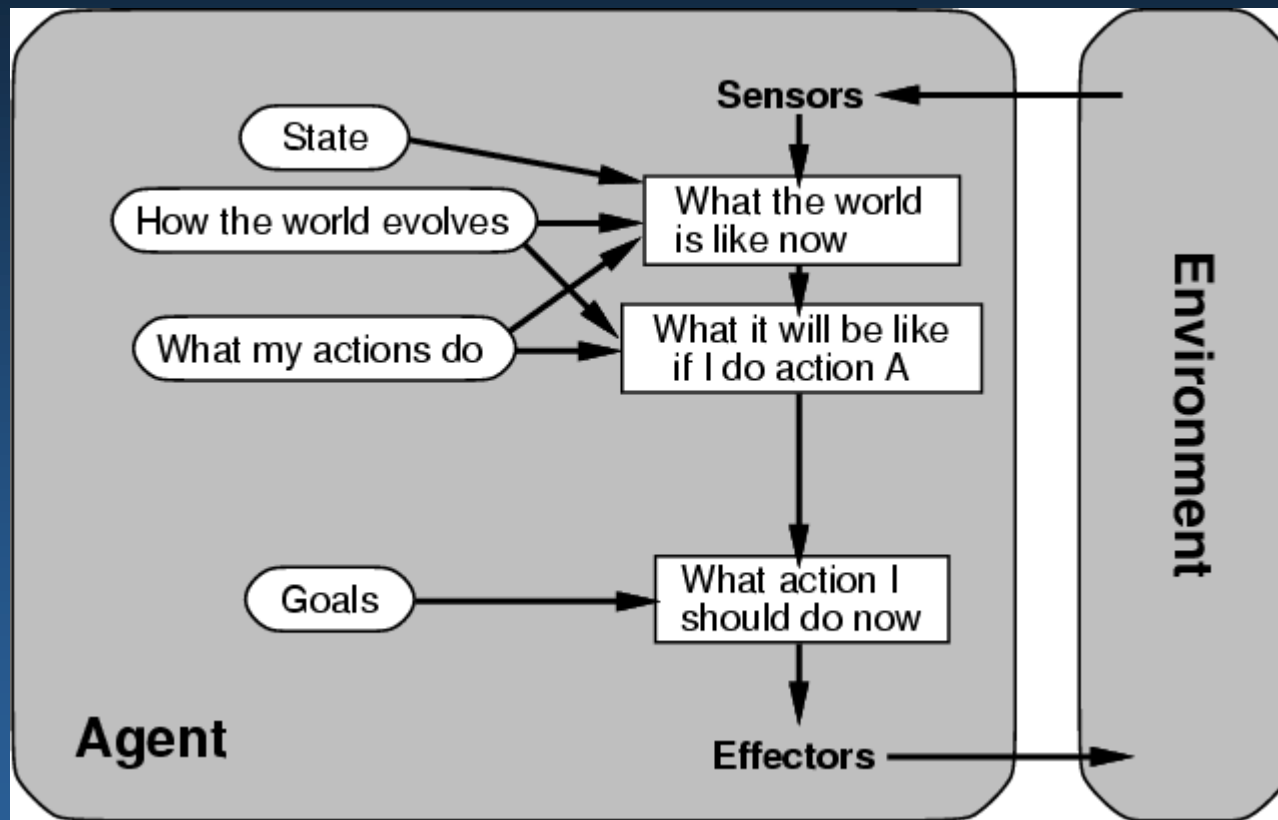 Sensors
State
What the world
is like now
How the world evolves
What my actions do
What it will be like
if I do action A
Goals
What action I
should do now
Agent
Effectors
Environment